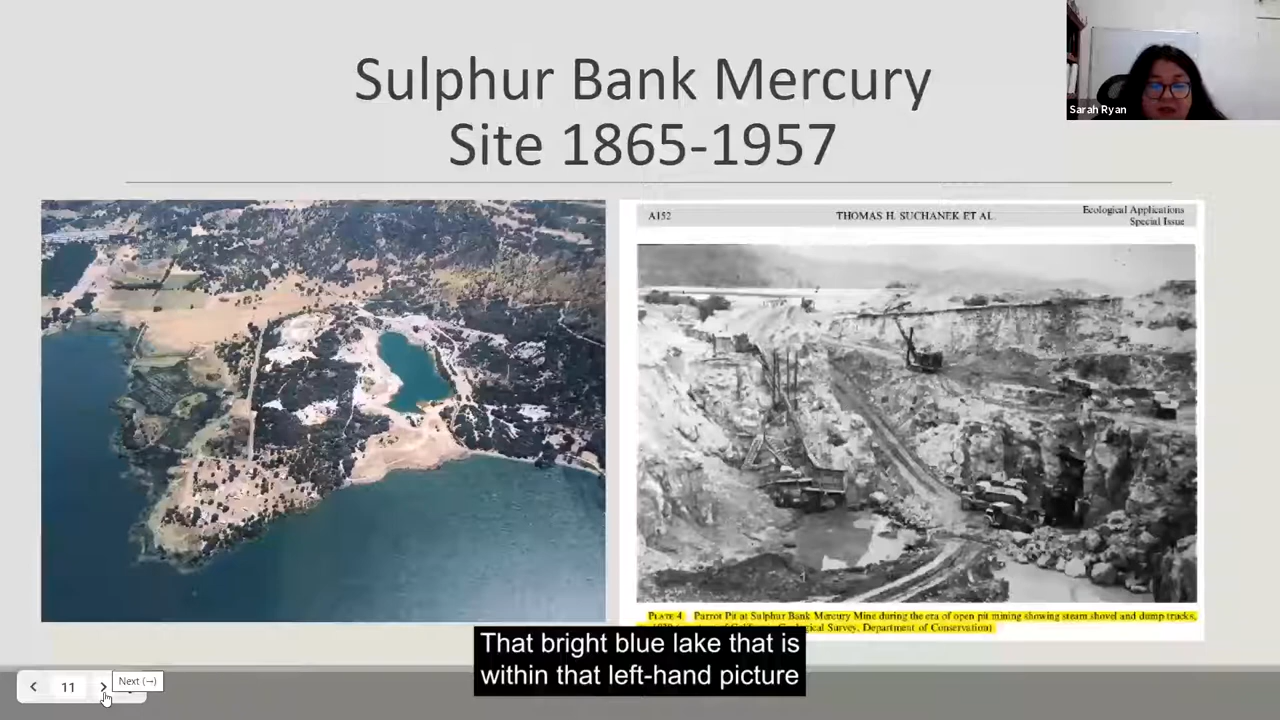 Sulphur Bank Mercury
Site 1865-1957
Sarah Ryan
A152
THOMAS H. SUCHANEK ET AL.
Ecological Applications
Special Issue
PLATE 4. Parrot Pit at Sulphur Bank Mercury Mine during the era of open pit mining showing steam shovel and dump trucks,
Geological Survey, Department of Conservation)
That bright blue lake that is
within that left-hand picture
11
Next (→)